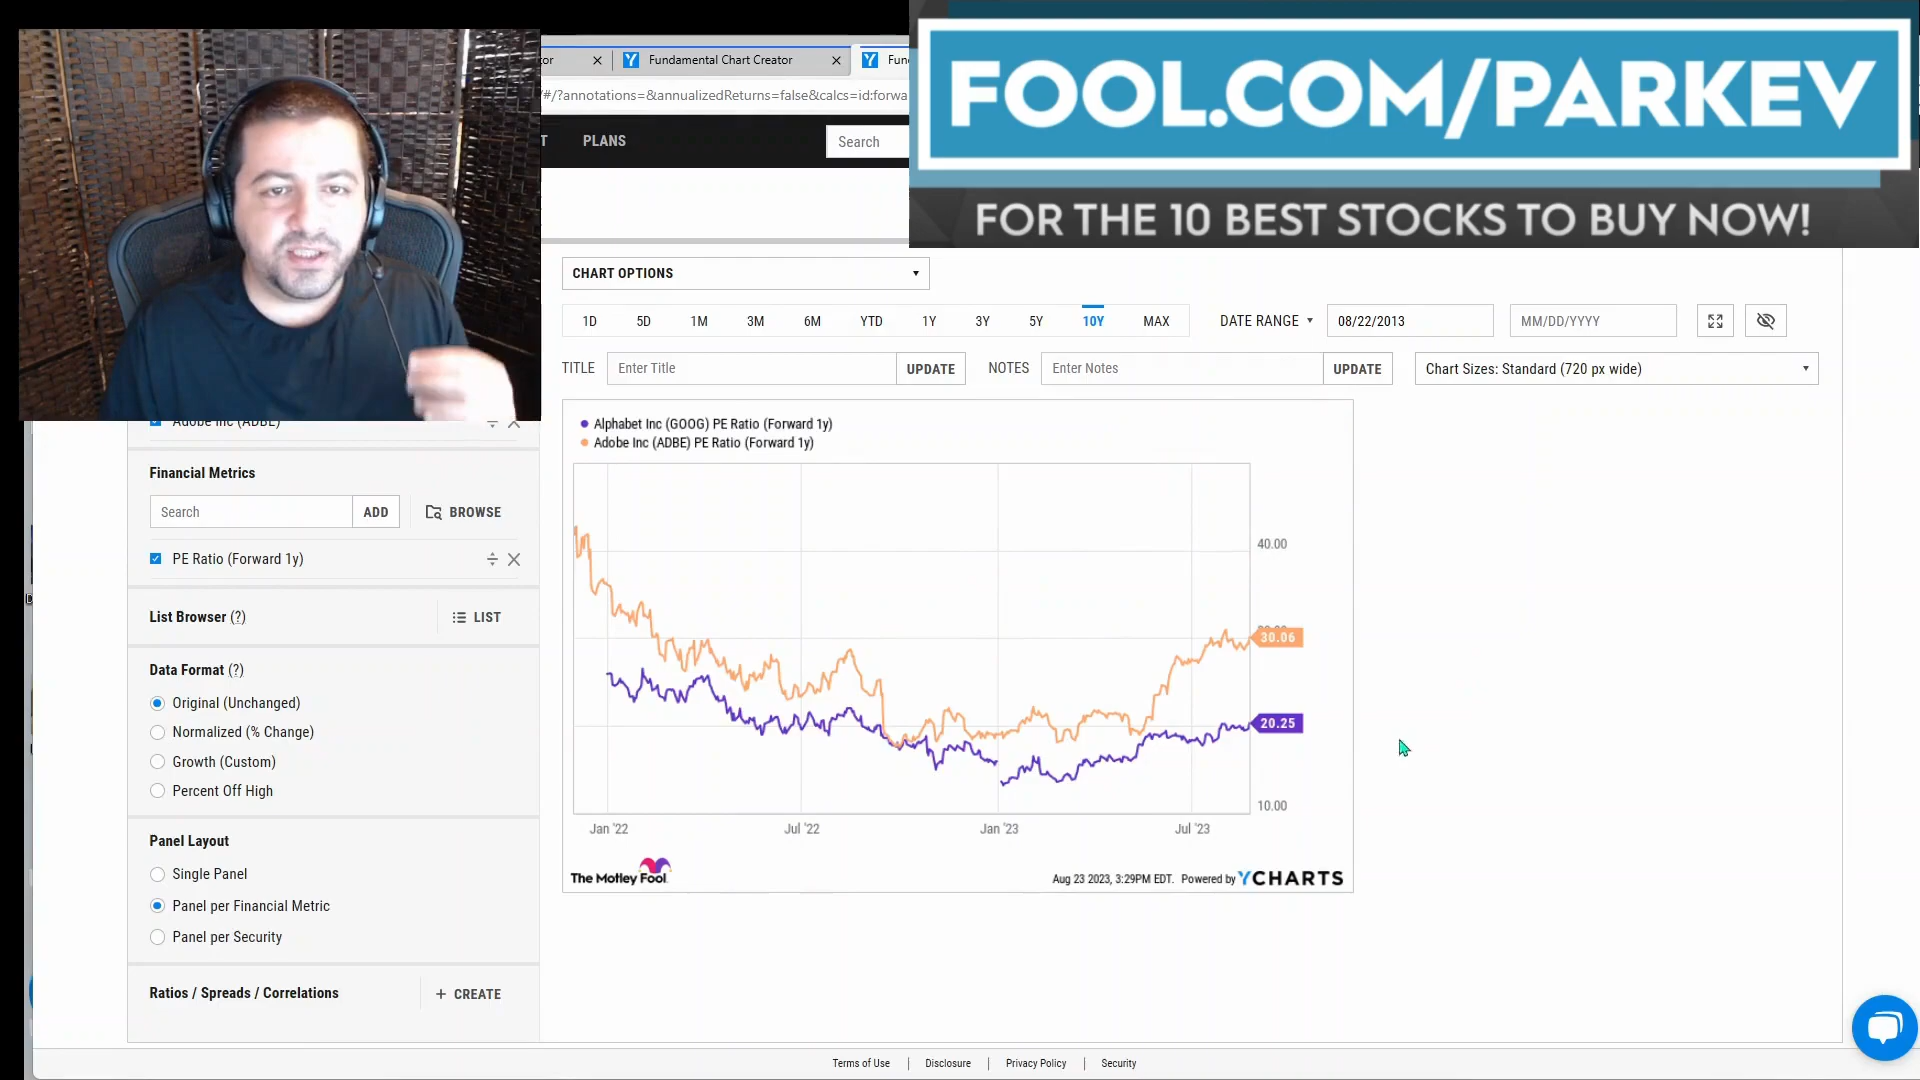 tor
Fundamental Chart Creator
Fun
/#/?annotations=&annualizedReturns=false&calcs=id:forwa
T
PLANS
Search
FOOL.COM/PARKEV
FOR THE 10 BEST STOCKS TO BUY NOW!
CHART OPTIONS
1D 5D 1M 3M 6M YTD 1Y 3Y 5Y 10Y MAX DATE RANGE 08/22/2013 MM/DD/YYYY
TITLE Enter Title UPDATE NOTES Enter Notes UPDATE Chart Sizes: Standard (720 px wide)
Adobe Inc (ADBE)
Financial Metrics
Search ADD BROWSE
PE Ratio (Forward 1y)
List Browser (?) LIST
Data Format (?)
Original (Unchanged)
Normalized (% Change)
Growth (Custom)
Percent Off High
Panel Layout
Single Panel
Panel per Financial Metric
Panel per Security
Ratios / Spreads / Correlations + CREATE
Alphabet Inc (GOOG) PE Ratio (Forward 1y)
Adobe Inc (ADBE) PE Ratio (Forward 1y)
40.00
30.06
20.25
10.00
Jan '22 Jul '22 Jan '23 Jul '23
The Motley Fool.
Aug 23 2023, 3:29PM EDT. Powered by YCHARTS
Terms of Use | Disclosure | Privacy Policy | Security